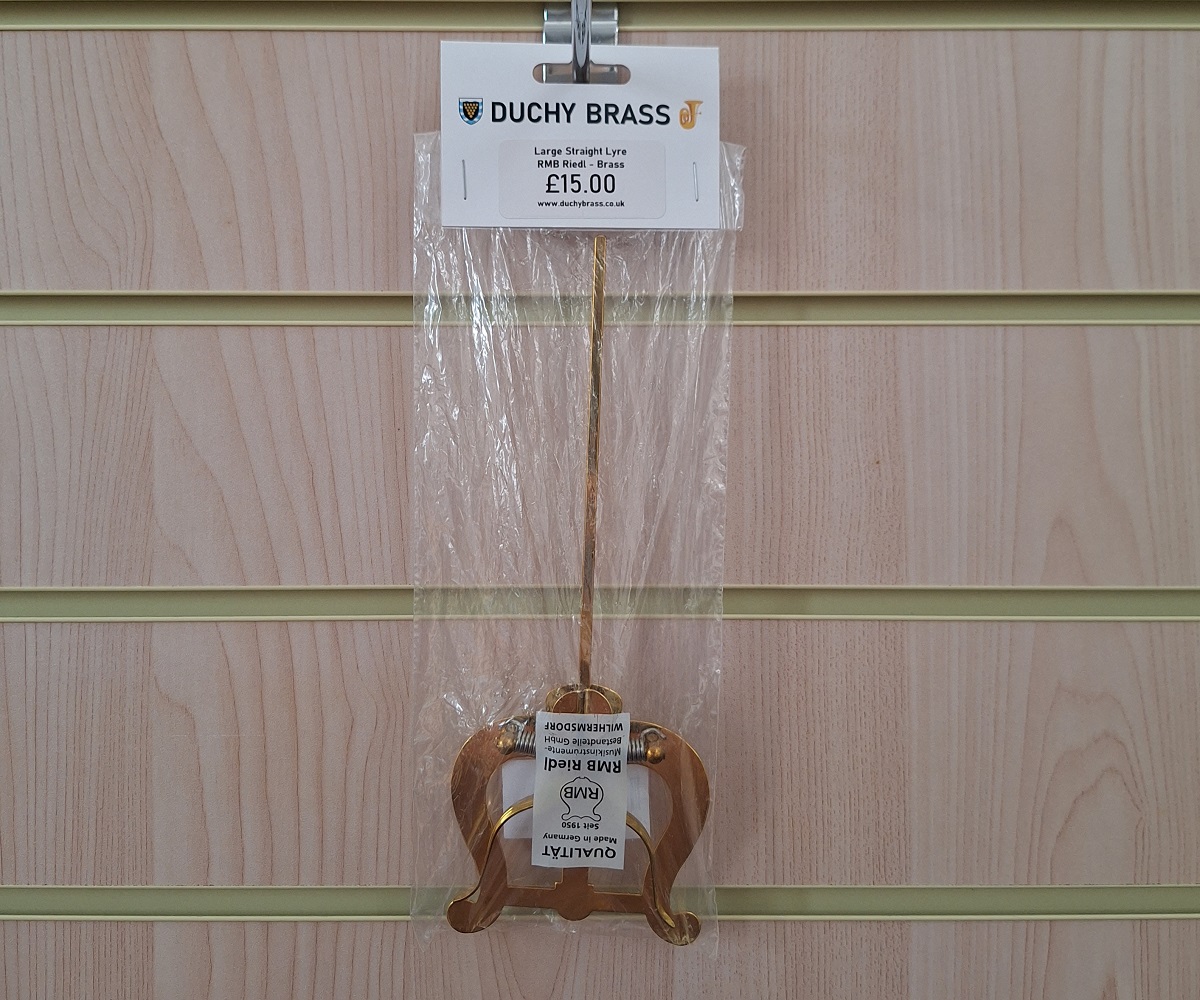 DUCHY BRASS
Large Straight Lyre
RMB Riedl - Brass
£15.00
www.duchybrass.co.uk
QUALITÄT
Made in Germany
Seit 1950
RMB
RMB Riedl
Musikinstrumente-
Bestandteile GmbH
WILHERMSDORF